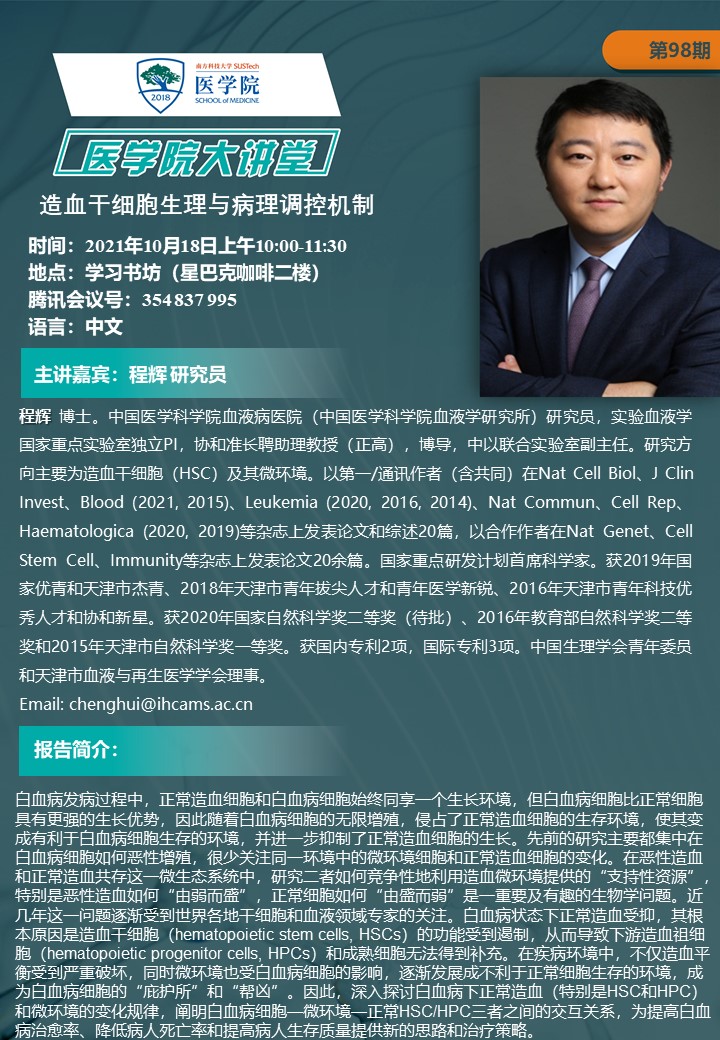 第98期
南方科技大学 SUSTech
医学院
SCHOOL of MEDICINE
2018
医学院大讲堂
造血干细胞生理与病理调控机制
时间：2021年10月18日上午10:00-11:30
地点：学习书坊（星巴克咖啡二楼）
腾讯会议号：354 837 995
语言：中文
主讲嘉宾：程辉 研究员
程辉 博士。中国医学科学院血液病医院（中国医学科学院血液学研究所）研究员，实验血液学
国家重点实验室独立PI，协和准长聘助理教授（正高），博导，中以联合实验室副主任。研究方
向主要为造血干细胞（HSC）及其微环境。以第一/通讯作者（含共同）在Nat Cell Biol、J Clin
Invest、Blood (2021, 2015)、Leukemia (2020, 2016, 2014)、Nat Commun、Cell Rep、
Haematologica (2020, 2019)等杂志上发表论文和综述20篇，以合作作者在Nat Genet、Cell
Stem Cell、Immunity等杂志上发表论文20余篇。国家重点研发计划首席科学家。获2019年国
家优青和天津市杰青、2018年天津市青年拔尖人才和青年医学新锐、2016年天津市青年科技优
秀人才和协和新星。获2020年国家自然科学奖二等奖（待批）、2016年教育部自然科学奖二等
奖和2015年天津市自然科学奖一等奖。获国内专利2项，国际专利3项。中国生理学会青年委员
和天津市血液与再生医学学会理事。
Email: chenghui@ihcams.ac.cn
报告简介：
白血病发病过程中，正常造血细胞和白血病细胞始终同享一个生长环境，但白血病细胞比正常细胞
具有更强的生长优势，因此随着白血病细胞的无限增殖，侵占了正常造血细胞的生存环境，使其变
成有利于白血病细胞生存的环境，并进一步抑制了正常造血细胞的生长。先前的研究主要都集中在
白血病细胞如何恶性增殖，很少关注同一环境中的微环境细胞和正常造血细胞的变化。在恶性造血
和正常造血共存这一微生态系统中，研究二者如何竞争性地利用造血微环境提供的“支持性资源”，
特别是恶性造血如何“由弱而盛”，正常细胞如何“由盛而弱”是一重要及有趣的生物学问题。近
几年这一问题逐渐受到世界各地干细胞和血液领域专家的关注。白血病状态下正常造血受抑，其根
本原因是造血干细胞（hematopoietic stem cells, HSCs）的功能受到遏制，从而导致下游造血祖细
胞（hematopoietic progenitor cells, HPCs）和成熟细胞无法得到补充。在疾病环境中，不仅造血平
衡受到严重破坏，同时微环境也受白血病细胞的影响，逐渐发展成不利于正常细胞生存的环境，成
为白血病细胞的“庇护所”和“帮凶”。因此，深入探讨白血病下正常造血（特别是HSC和HPC）
和微环境的变化规律，阐明白血病细胞—微环境—正常HSC/HPC三者之间的交互关系，为提高白血
病治愈率、降低病人死亡率和提高病人生存质量提供新的思路和治疗策略。